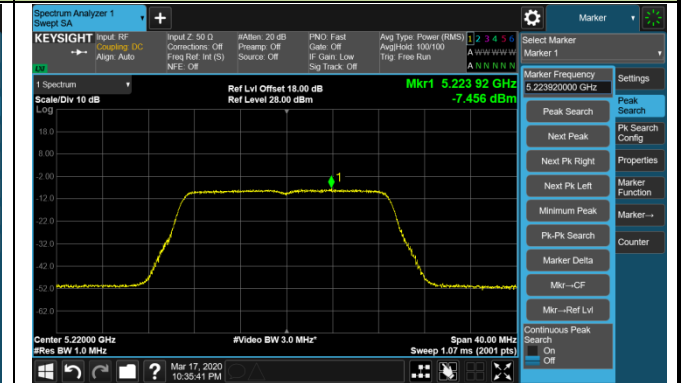 Spectrum Analyzer 1
Swept SA
+
Marker
KEYSIGHT Input: RF
Coupling: DC
Align: Auto
Input Z: 50 Ω
Corrections: Off
Freq Ref: Int (S)
NFE: Off
#Atten: 20 dB
Preamp: Off
Source: Off
PNO: Fast
Gate: Off
IF Gain: Low
Sig Track: Off
Avg Type: Power (RMS)
Avg|Hold: 100/100
Trig: Free Run
1 2 3 4 5 6
A W W W W W
A N N N N N
LXI
Select Marker
Marker 1
1 Spectrum
Scale/Div 10 dB
Log
Ref Lvl Offset 18.00 dB
Ref Level 28.00 dBm
Mkr1 5.223 92 GHz
-7.456 dBm
18.0
8.00
-2.00
-12.0
-22.0
-32.0
-42.0
-52.0
-62.0
1
Center 5.22000 GHz
#Res BW 1.0 MHz
#Video BW 3.0 MHz*
Span 40.00 MHz
Sweep 1.07 ms (2001 pts)
Marker Frequency
5.223920000 GHz
Peak Search
Next Peak
Next Pk Right
Next Pk Left
Minimum Peak
Pk-Pk Search
Marker Delta
Mkr→CF
Mkr→Ref Lvl
Continuous Peak
Search
On
Off
Settings
Peak
Search
Pk Search
Config
Properties
Marker
Function
Marker→
Counter
?
Mar 17, 2020
10:35:41 PM